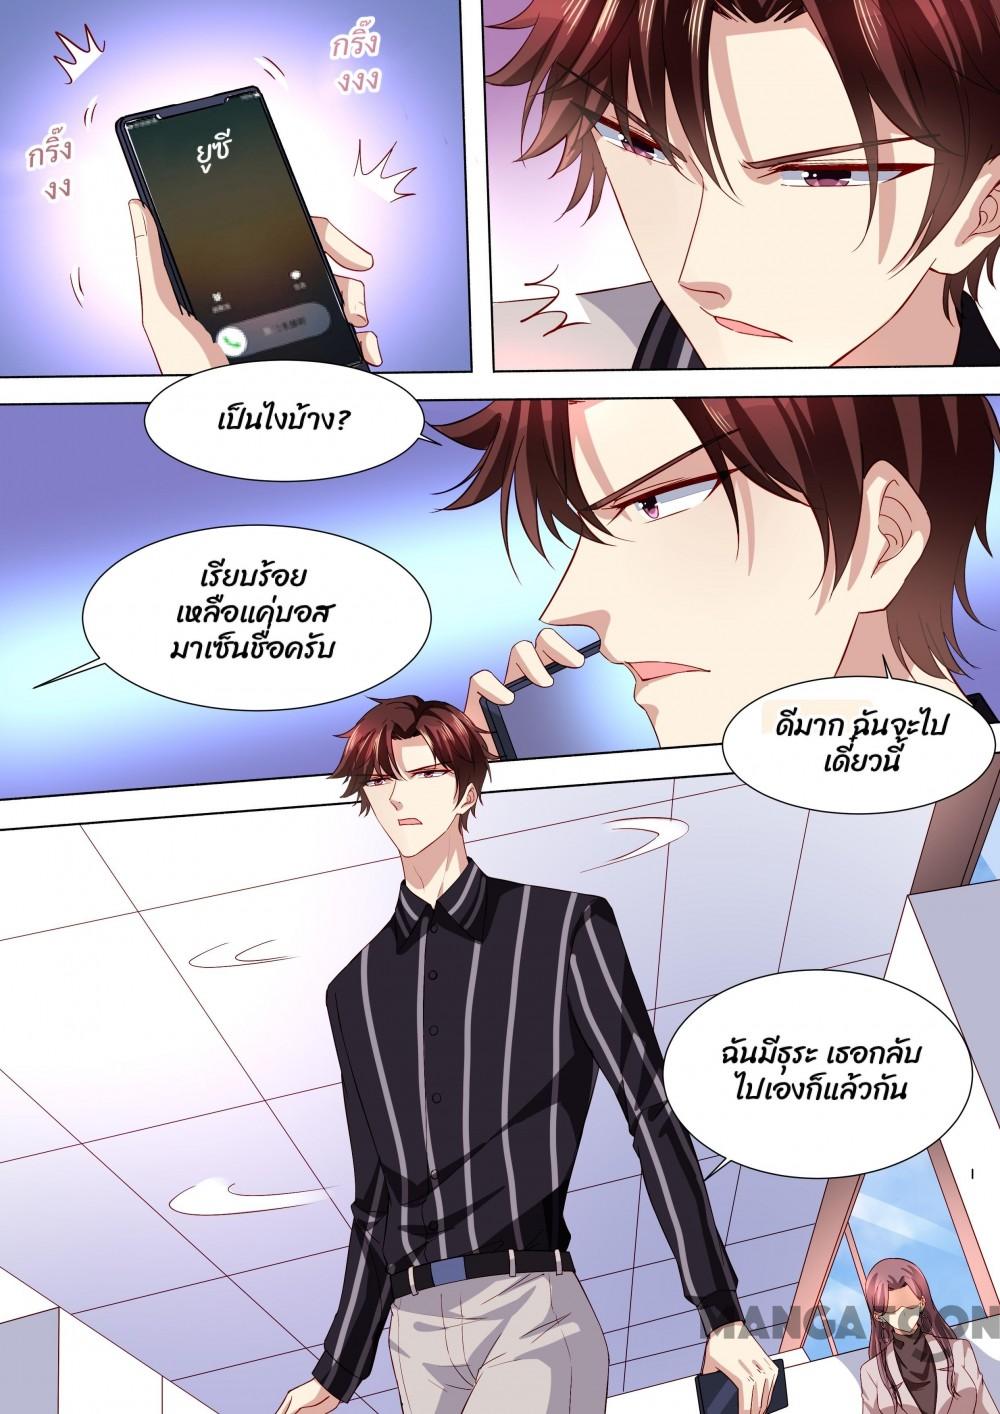 กริ๊ง
งงง
กริ๊ง
งง
ยูซี
เป็นไงบ้าง?
เรียบร้อย
เหลือแค่บอส
มาเซ็นชื่อครับ
ดีมาก ฉันจะไป
เดี๋ยวนี้
ฉันมีธุระ เธอกลับ
ไปเองก็แล้วกัน
MANGATOON